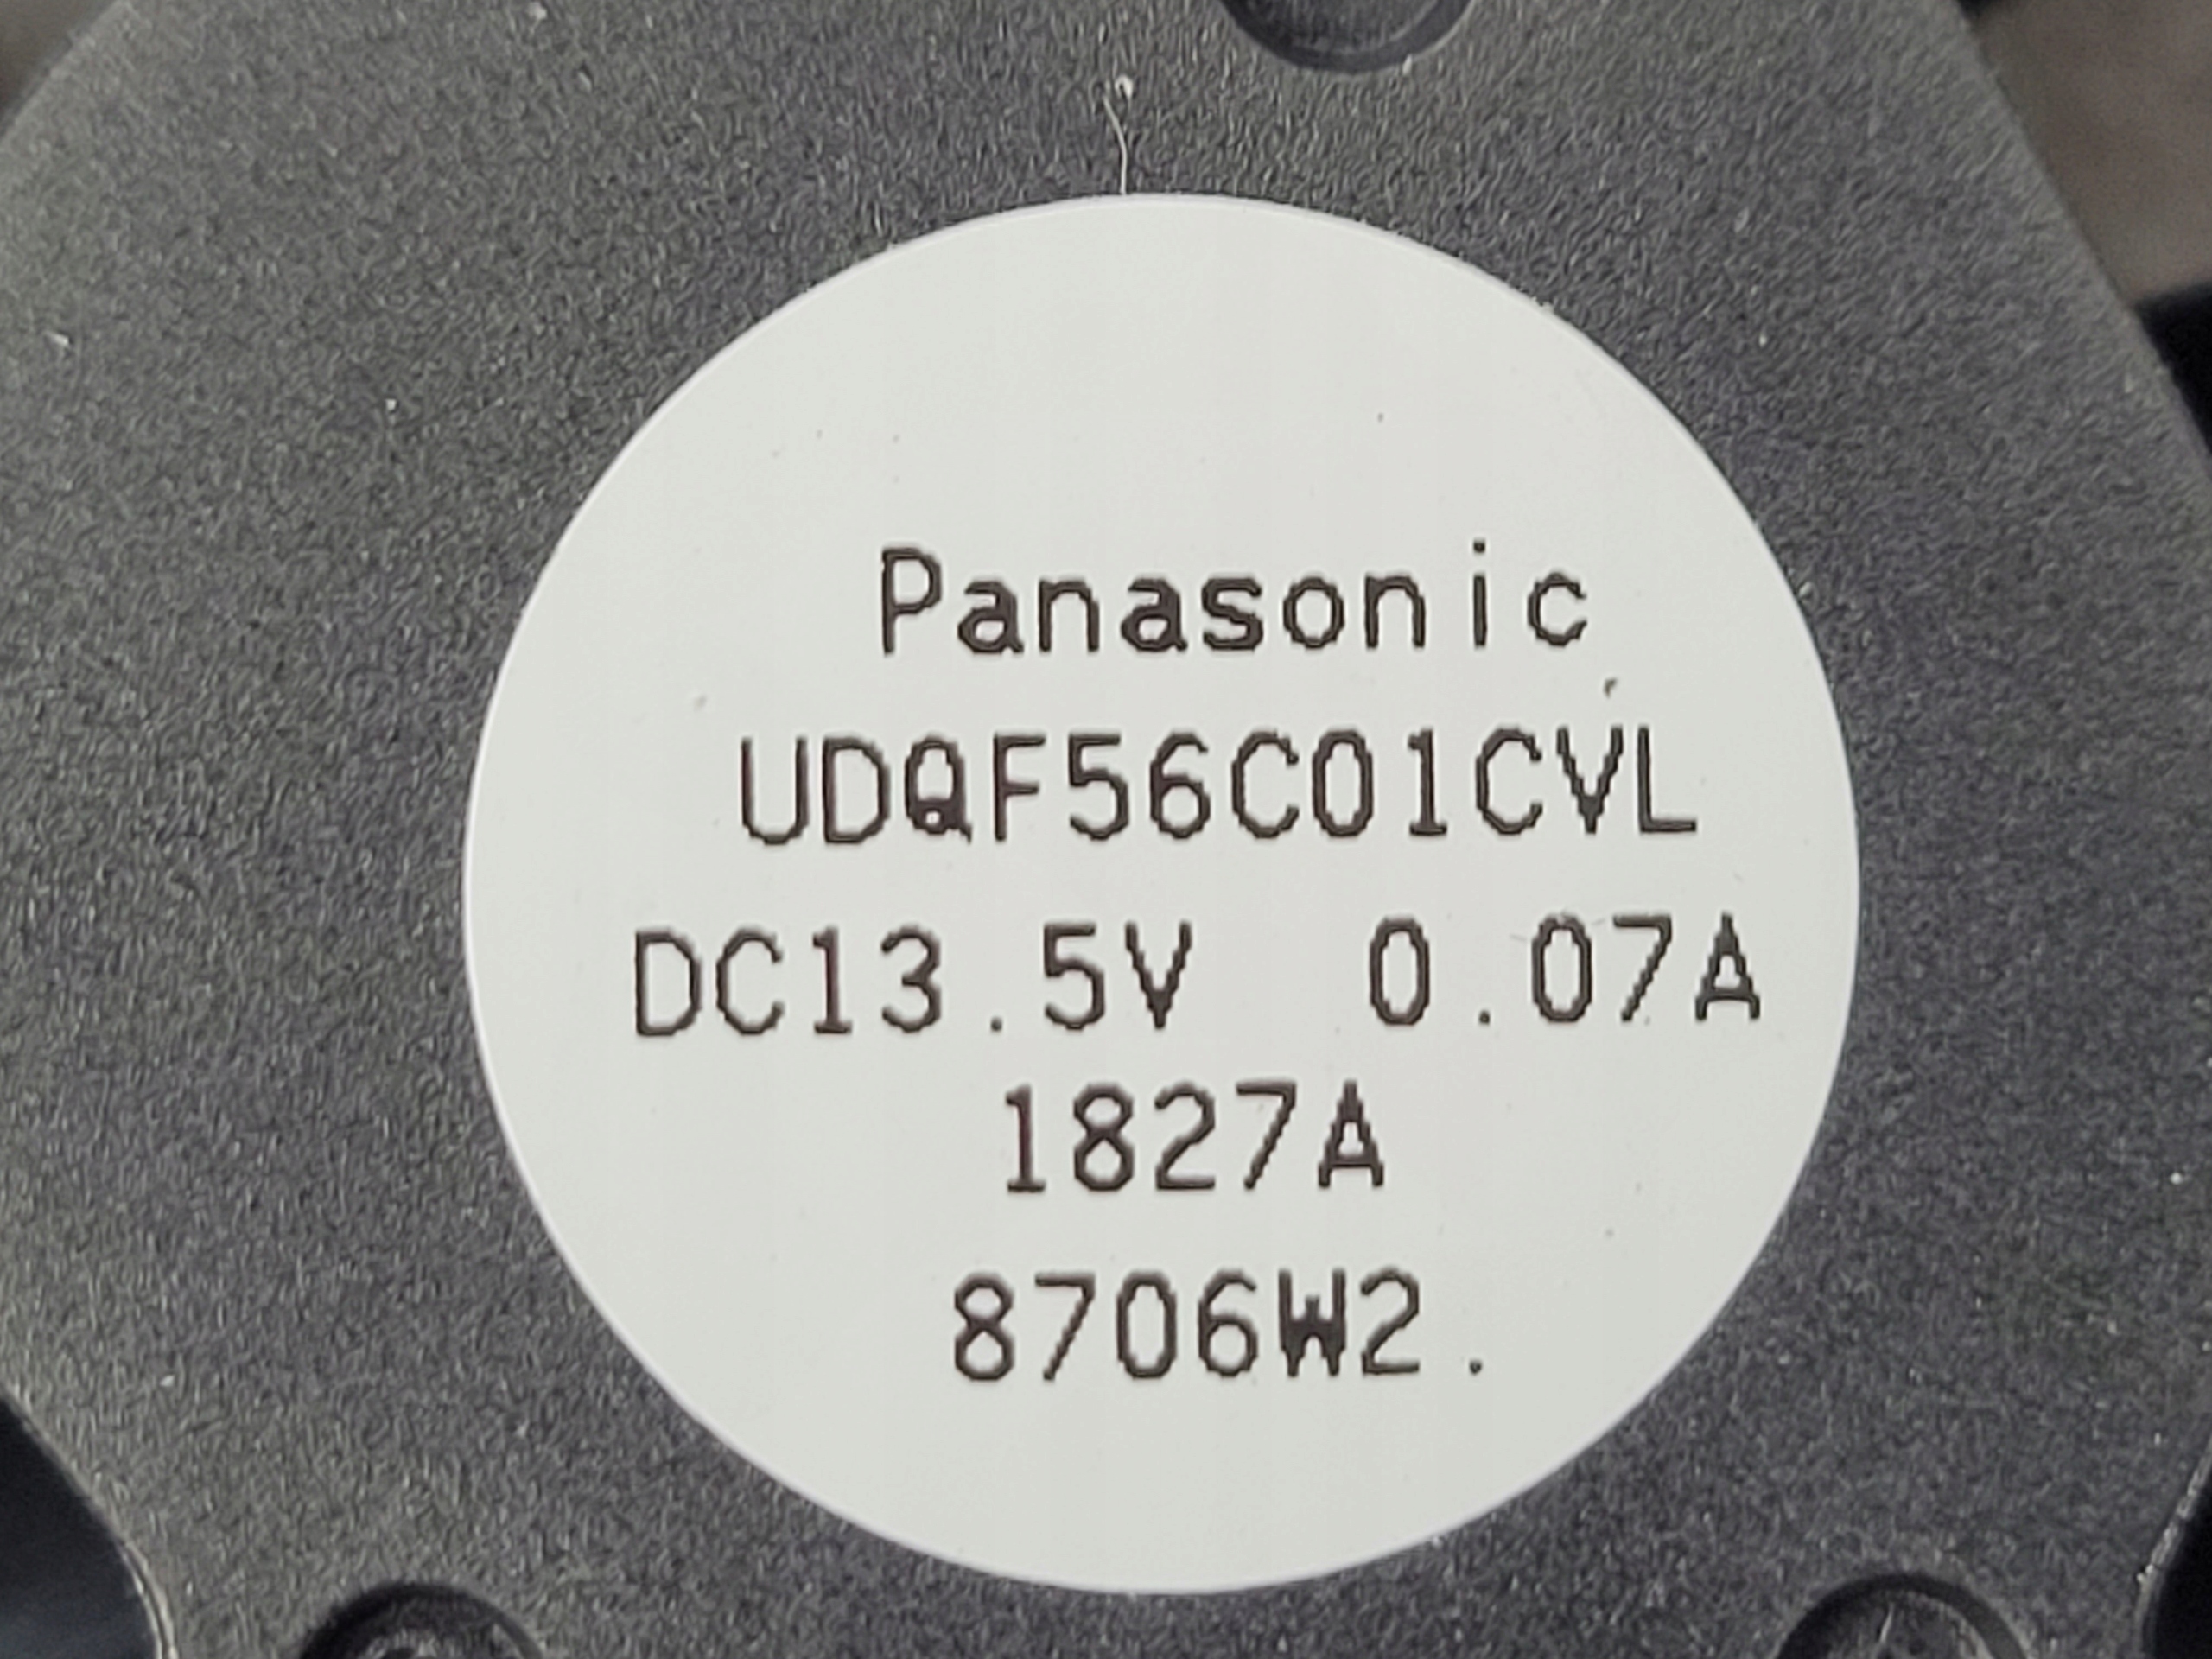 Panasonic
UDQF56C01CVL
DC13.5V 0.07A
1827A
8706W2.